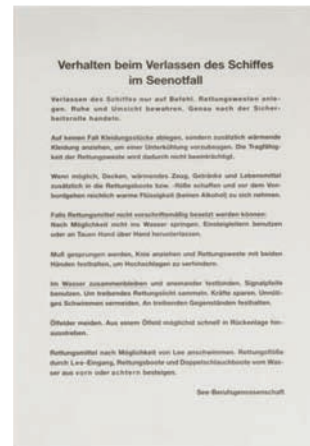 Verhalten beim Verlassen des Schiffes
im Seenotfall
Verlassen des Schiffes nur auf Befehl. Rettungswesten anle-
gen. Ruhe und Umsicht bewahren. Genau nach der Sicher-
heitsrolle handeln.
Auf keinen Fall Kleidungsstücke ablegen, sondern zusätzlich wärmende
Kleidung anziehen, um einer Unterkühlung vorzubeugen. Die Tragfähig-
keit der Rettungsweste wird dadurch nicht beeinträchtigt.
Wenn möglich, Decken, wärmendes Zeug, Getränke und Lebensmittel
zusätzlich in die Rettungsboote bzw. -flöße schaffen und vor dem Von-
bordgehen reichlich warme Flüssigkeit (keinen Alkohol) zu sich nehmen.
Falls Rettungsmittel nicht vorschriftsmäßig besetzt werden können:
Nach Möglichkeit nicht ins Wasser springen, Einstiegleitern benutzen
oder an Tauen Hand über Hand herunterlassen.
Muß gesprungen werden, Knie anziehen und Rettungsweste mit beiden
Händen festhalten, um Hochschlagen zu verhindern.
Im Wasser zusammenbleiben und aneinander festbinden, Signalpfeife
benutzen. Um treibendes Rettungslicht sammeln. Kräfte sparen. Unnöti-
ges Schwimmen vermeiden. An treibenden Gegenständen festhalten.
Ölfelder meiden. Aus einem Ölfeld möglichst schnell in Rückenlage hin-
ausstreben.
Rettungsmittel nach Möglichkeit von Lee anschwimmen. Rettungsflöße
durch Lee-Eingang, Rettungsboote und Doppelschlauchboote vom Was-
ser aus vorn oder achtern besteigen.
See-Berufsgenossenschaft